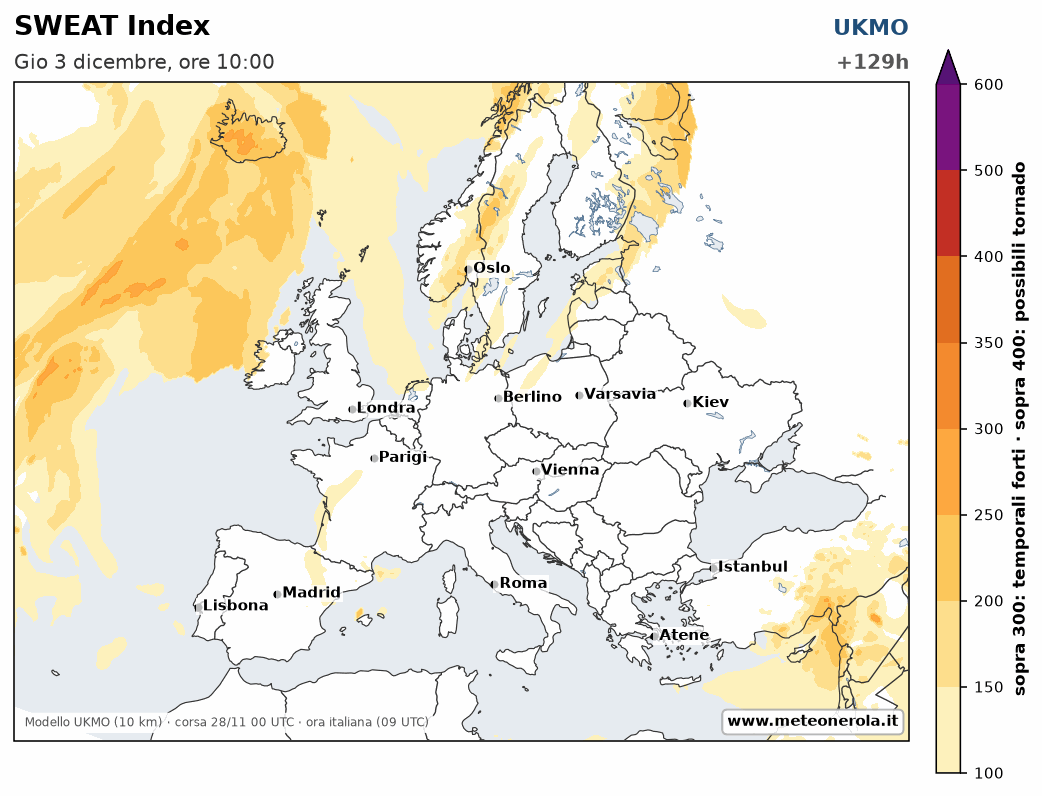 SWEAT Index
UKMO
Gio 3 dicembre, ore 10:00
+129h
Oslo
Londra
Berlino
Varsavia
Kiev
Parigi
Vienna
Istanbul
Madrid
Roma
Lisbona
Atene
Modello UKMO (10 km) · corsa 28/11 00 UTC · ora italiana (09 UTC)
www.meteonerola.it
600
500
400
350
300
250
200
150
100
sopra 300: temporali forti · sopra 400: possibili tornado